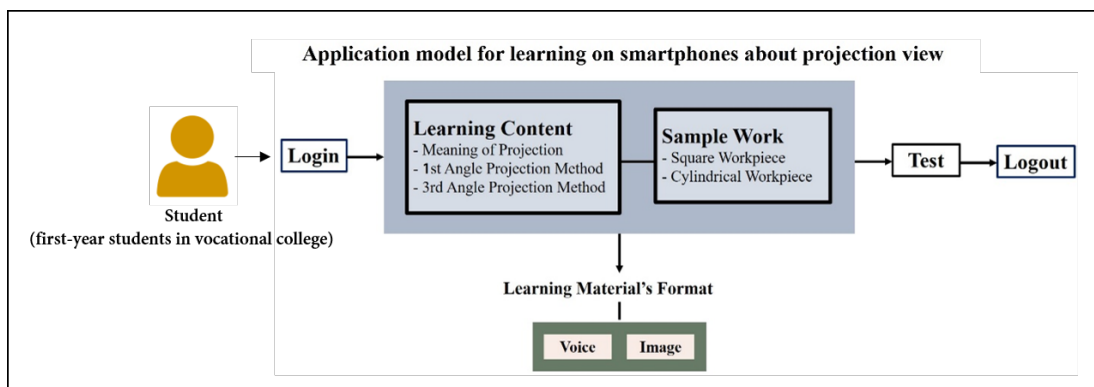 Application model for learning on smartphones about projection view
Student
(first-year students in vocational college)
Login
Learning Content
- Meaning of Projection
- 1st Angle Projection Method
- 3rd Angle Projection Method
Sample Work
- Square Workpiece
- Cylindrical Workpiece
Test
Logout
Learning Material's Format
Voice
Image